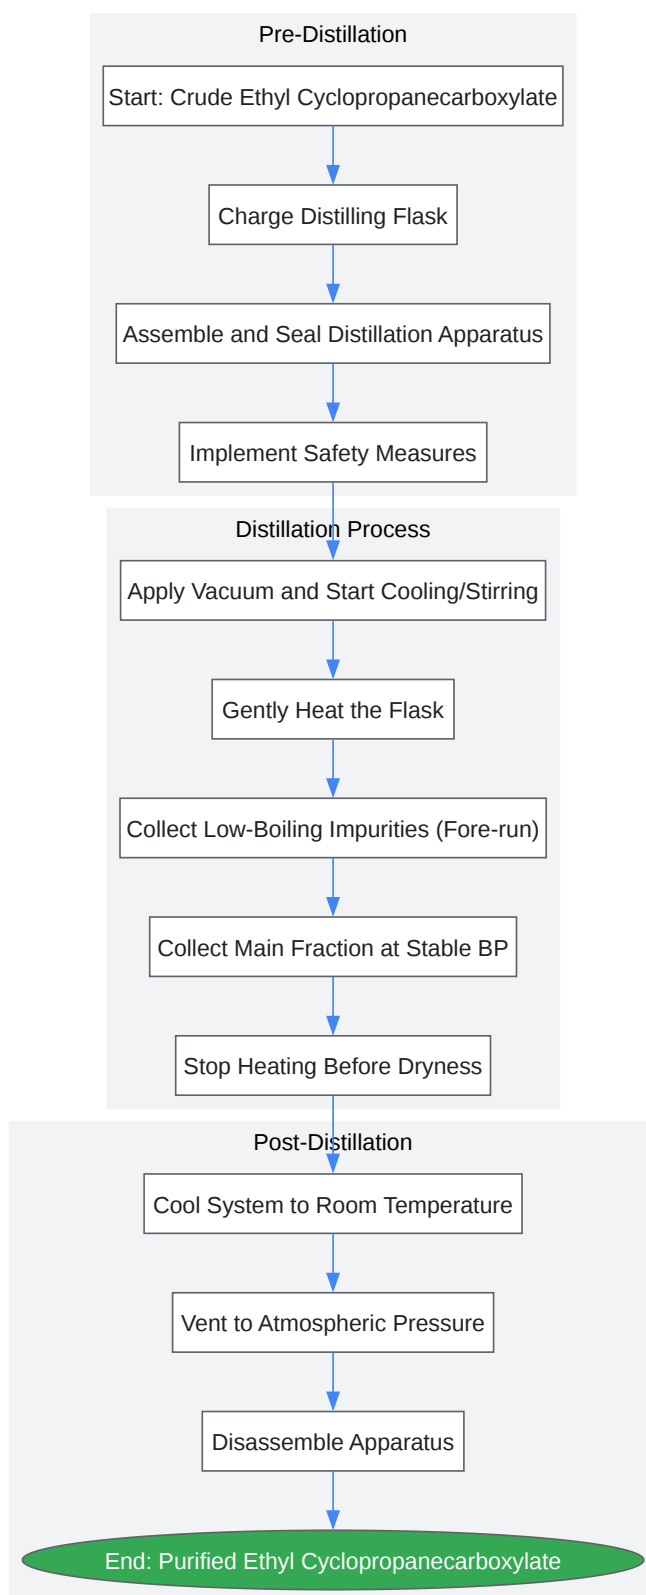 Pre-Distillation
Start: Crude Ethyl Cyclopropanecarboxylate
Charge Distilling Flask
Assemble and Seal Distillation Apparatus
Implement Safety Measures
Distillation Process
Apply Vacuum and Start Cooling/Stirring
Gently Heat the Flask
Collect Low-Boiling Impurities (Fore-run)
Collect Main Fraction at Stable BP
Stop Heating Before Dryness
Post-Distillation
Cool System to Room Temperature
Vent to Atmospheric Pressure
Disassemble Apparatus
End: Purified Ethyl Cyclopropanecarboxylate